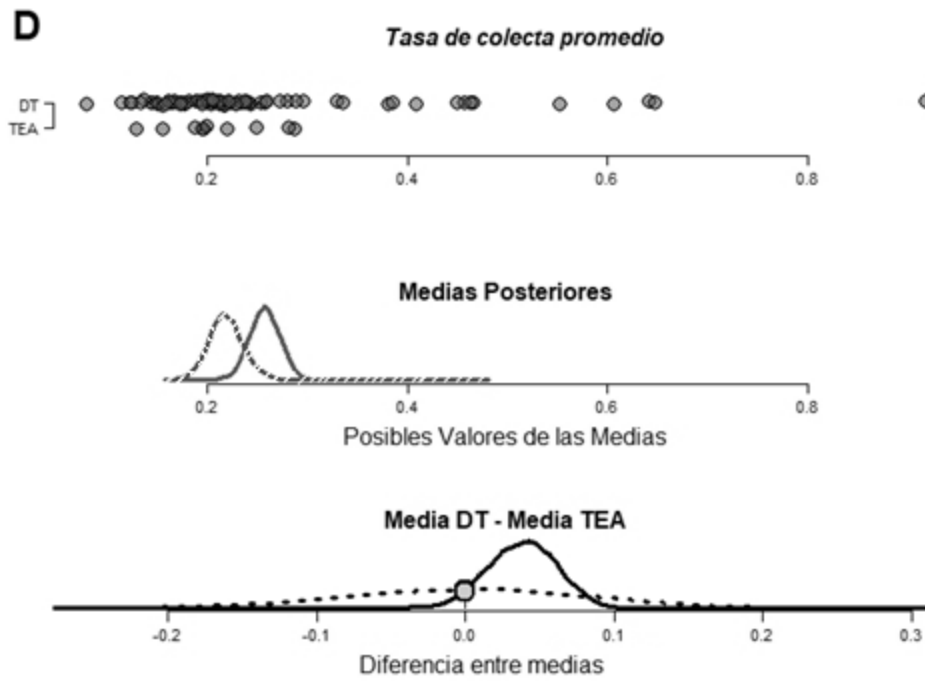 D
Tasa de colecta promedio
DT
TEA
0.2 0.4 0.6 0.8
Medias Posteriores
0.2 0.4 0.6 0.8
Posibles Valores de las Medias
Media DT - Media TEA
-0.2 -0.1 0.0 0.1 0.2 0.3
Diferencia entre medias